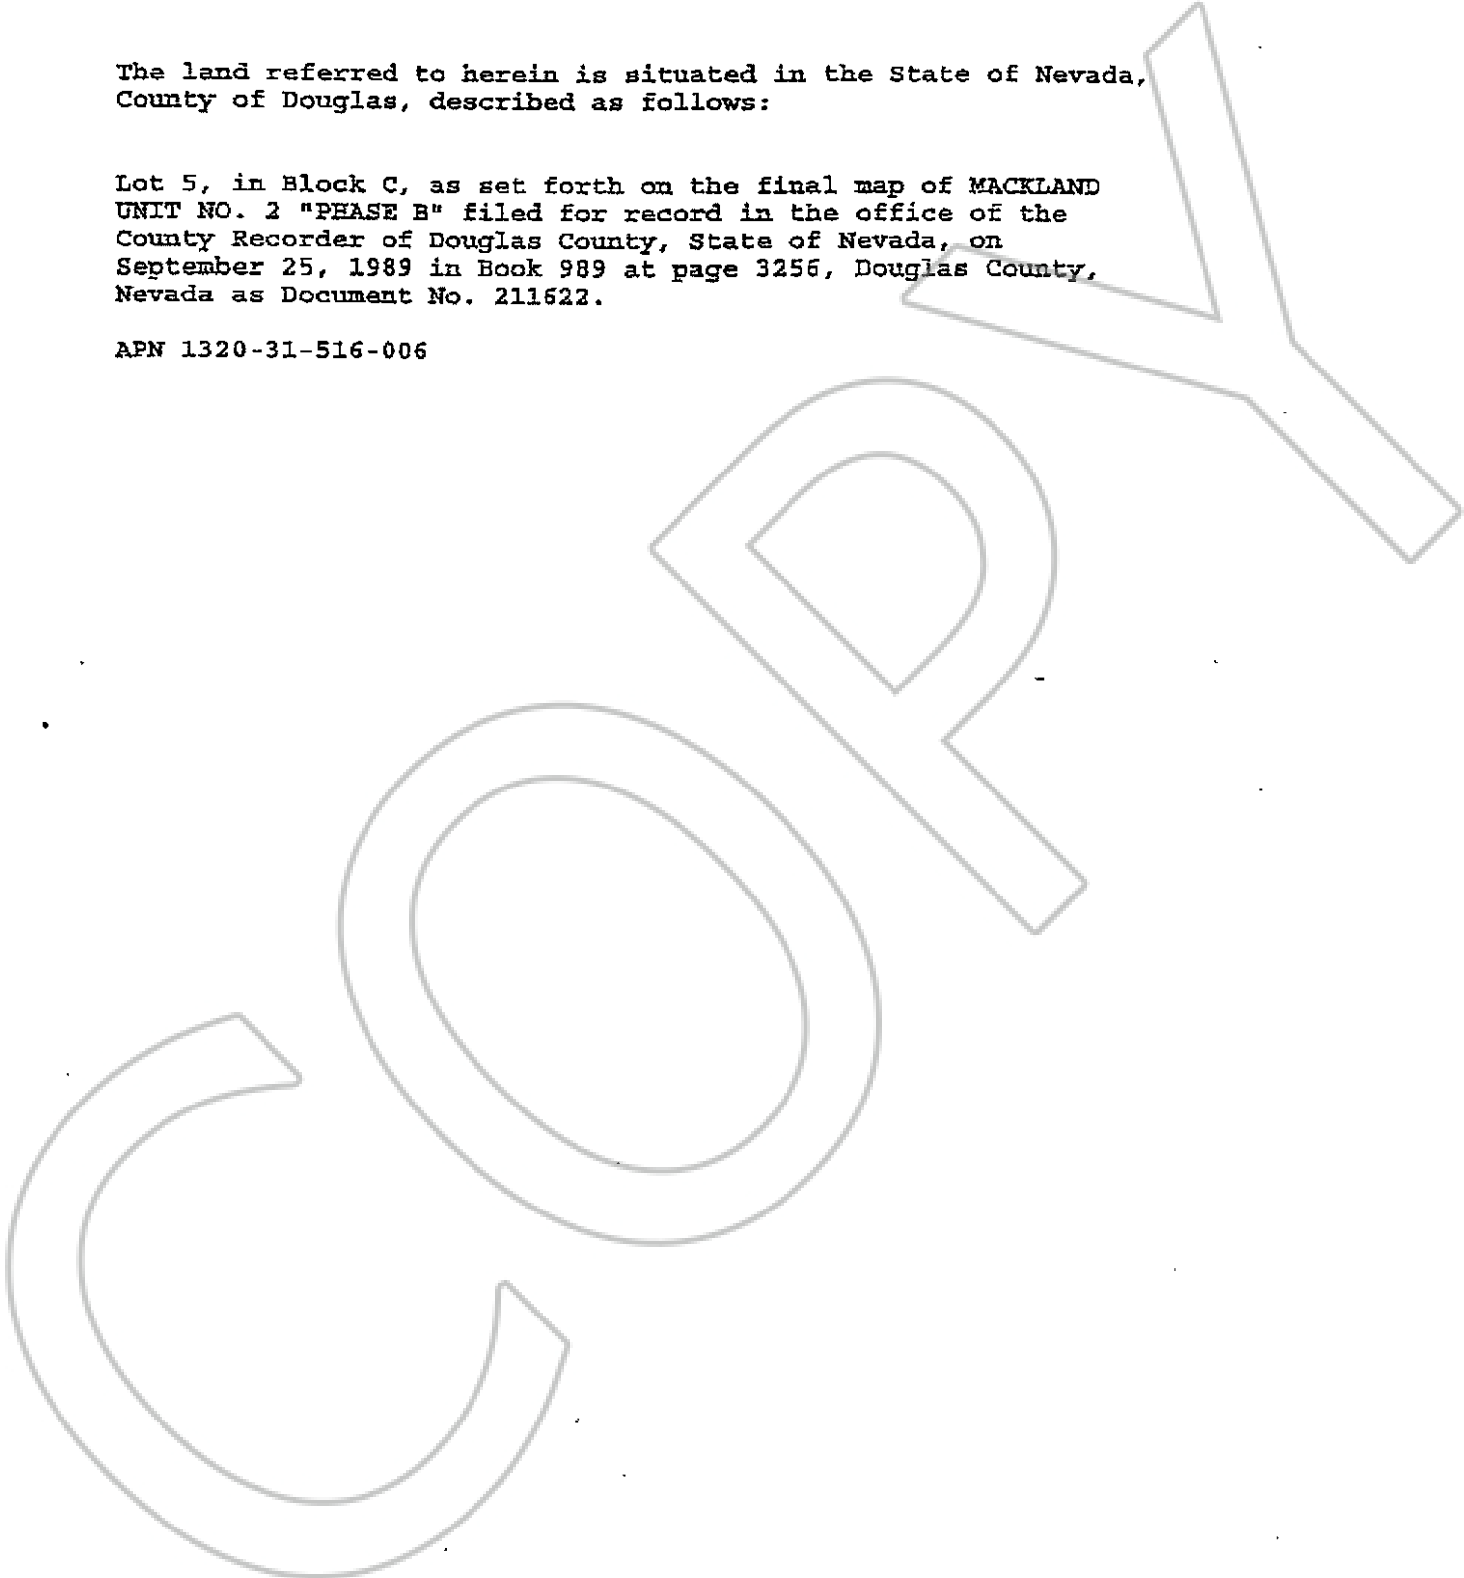 The land referred to herein is situated in the State of Nevada,
County of Douglas, described as follows:
Lot 5, in Block C, as set forth on the final map of MACKLAND
UNIT NO. 2 "PHASE B" filed for record in the office of the
County Recorder of Douglas County, State of Nevada, on
September 25, 1989 in Book 989 at page 3256, Douglas County,
Nevada as Document No. 211622.
APN 1320-31-516-006
COPY